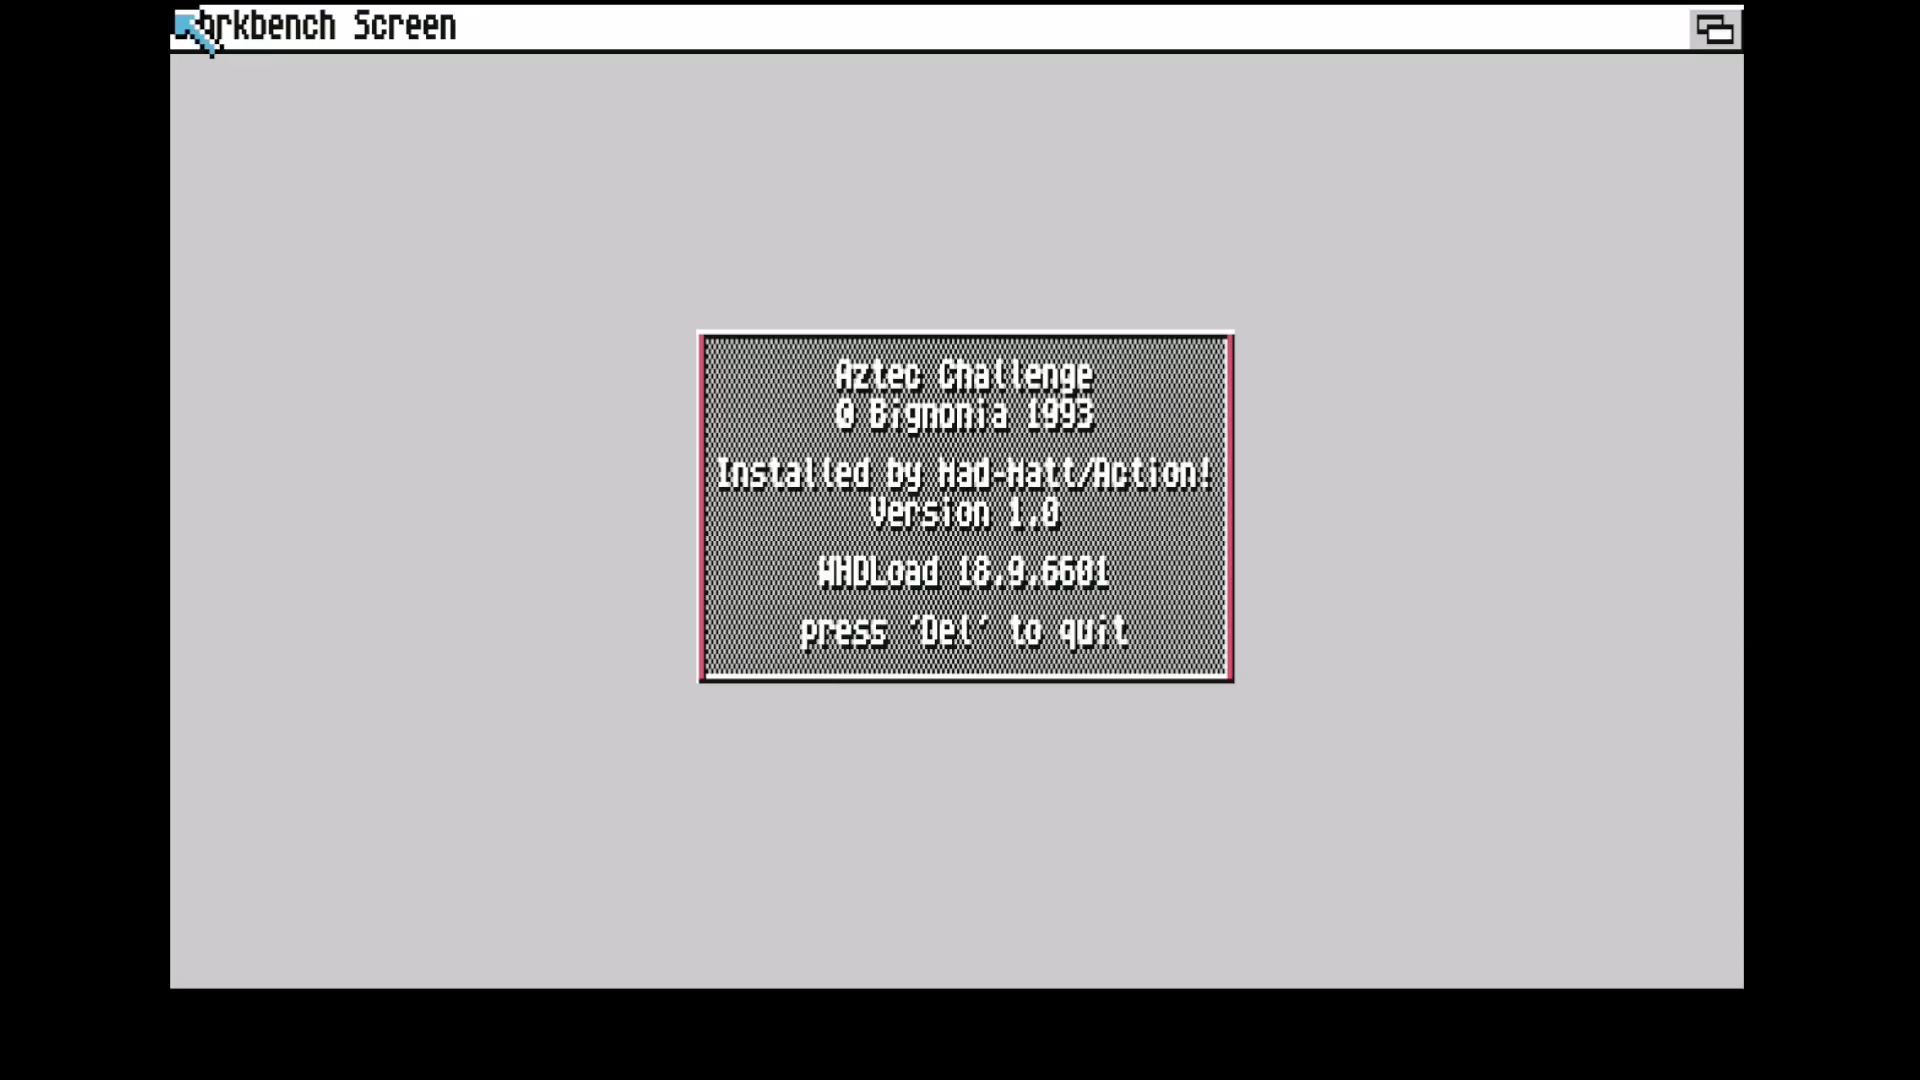 orkbench Screen
Aztec Challenge
@ Bignonia 1993
Installed by Mad-Matt/Action!
Version 1.0
WHDLoad 18.9.6601
press 'Del' to quit